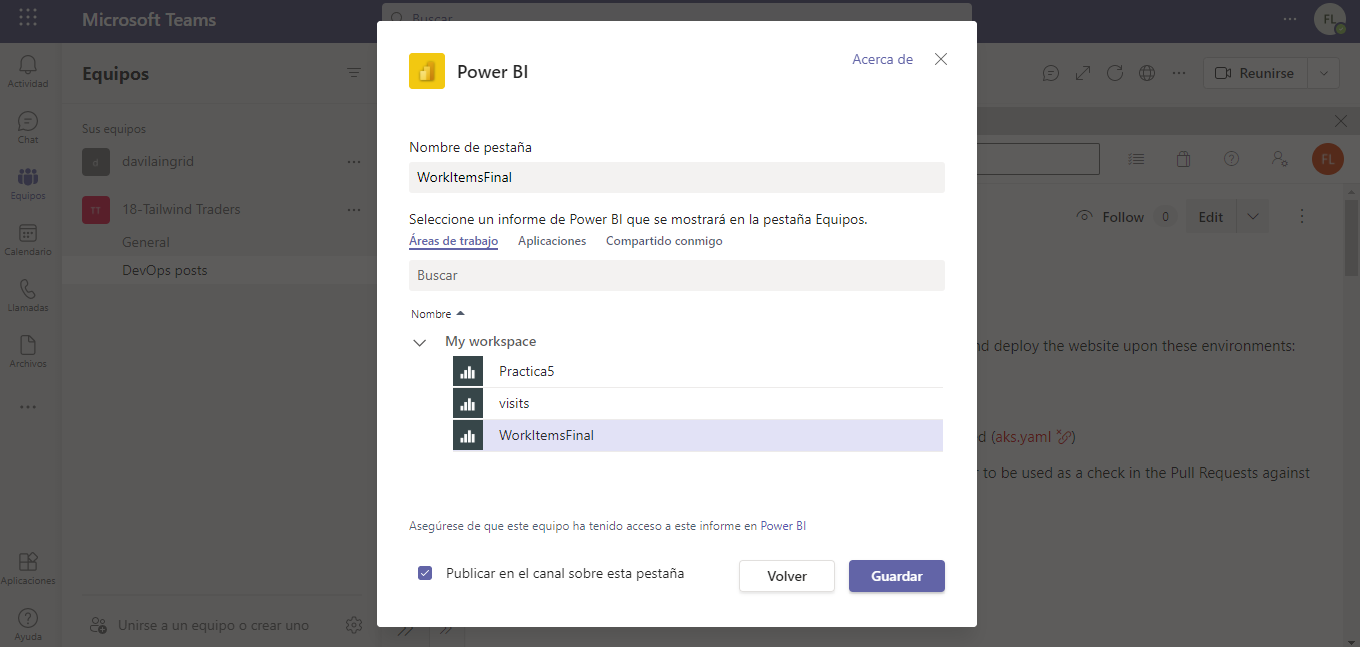 Microsoft Teams
Buscar
FL
Actividad
Chat
Equipos
Calendario
Llamadas
Archivos
Aplicaciones
Ayuda
Equipos
Sus equipos
d
davilaingrid
TT
18-Tailwind Traders
General
DevOps posts
Unirse a un equipo o crear uno
Power BI
Acerca de
Nombre de pestaña
WorkItemsFinal
Seleccione un informe de Power BI que se mostrará en la pestaña Equipos.
Áreas de trabajo Aplicaciones Compartido conmigo
Buscar
Nombre
My workspace
Practica5
visits
WorkItemsFinal
Asegúrese de que este equipo ha tenido acceso a este informe en Power BI
Publicar en el canal sobre esta pestaña
Volver
Guardar
Reunirse
FL
Follow 0 Edit
deploy the website upon these environments:
(aks.yaml )
to be used as a check in the Pull Requests against